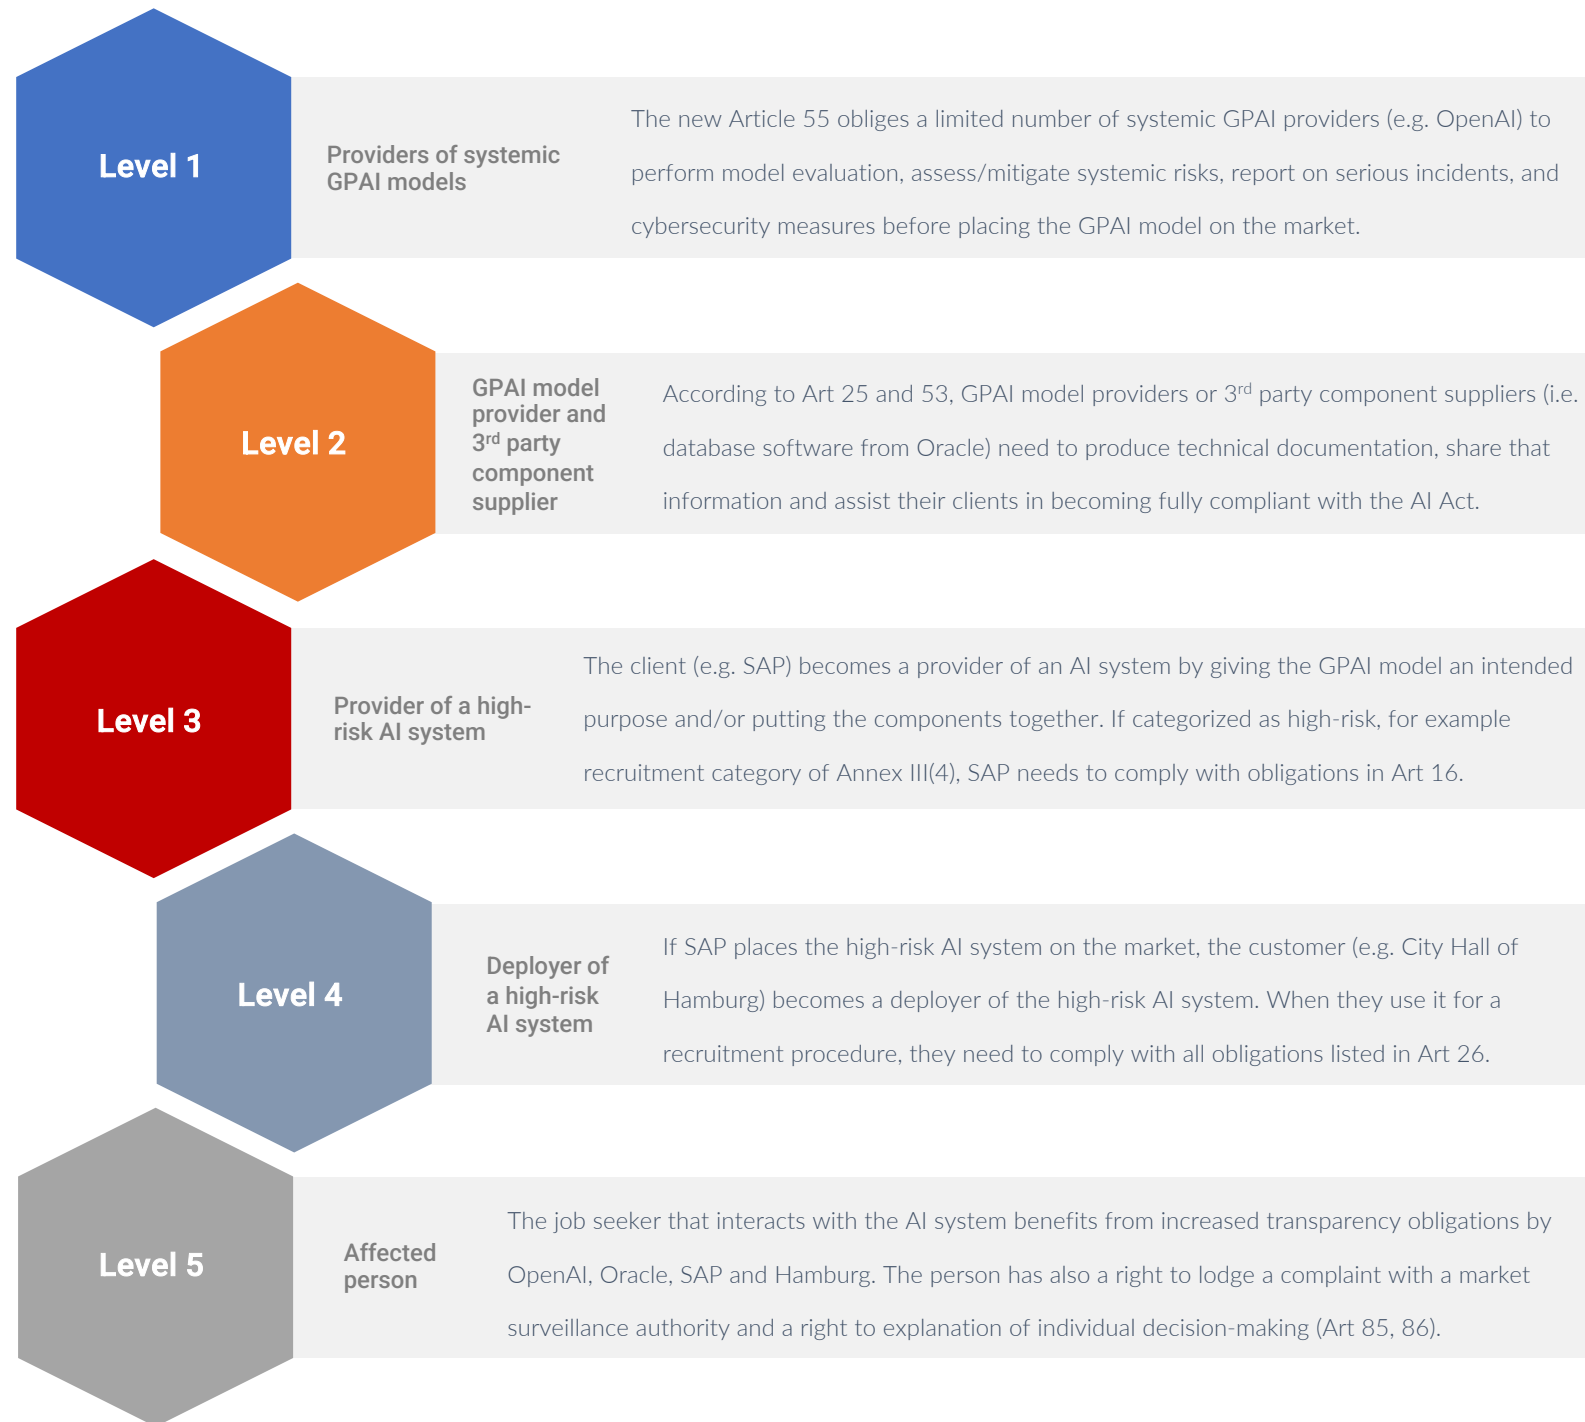 Level 1
Providers of systemic
GPAI models
The new Article 55 obliges a limited number of systemic GPAI providers (e.g. OpenAI) to
perform model evaluation, assess/mitigate systemic risks, report on serious incidents, and
cybersecurity measures before placing the GPAI model on the market.
Level 2
GPAI model
provider and
3rd party
component
supplier
According to Art 25 and 53, GPAI model providers or 3rd party component suppliers (i.e.
database software from Oracle) need to produce technical documentation, share that
information and assist their clients in becoming fully compliant with the AI Act.
Level 3
Provider of a high-
risk AI system
The client (e.g. SAP) becomes a provider of an AI system by giving the GPAI model an intended
purpose and/or putting the components together. If categorized as high-risk, for example
recruitment category of Annex III(4), SAP needs to comply with obligations in Art 16.
Level 4
Deployer of
a high-risk
AI system
If SAP places the high-risk AI system on the market, the customer (e.g. City Hall of
Hamburg) becomes a deployer of the high-risk AI system. When they use it for a
recruitment procedure, they need to comply with all obligations listed in Art 26.
Level 5
Affected
person
The job seeker that interacts with the AI system benefits from increased transparency obligations by
OpenAI, Oracle, SAP and Hamburg. The person has also a right to lodge a complaint with a market
surveillance authority and a right to explanation of individual decision-making (Art 85, 86).